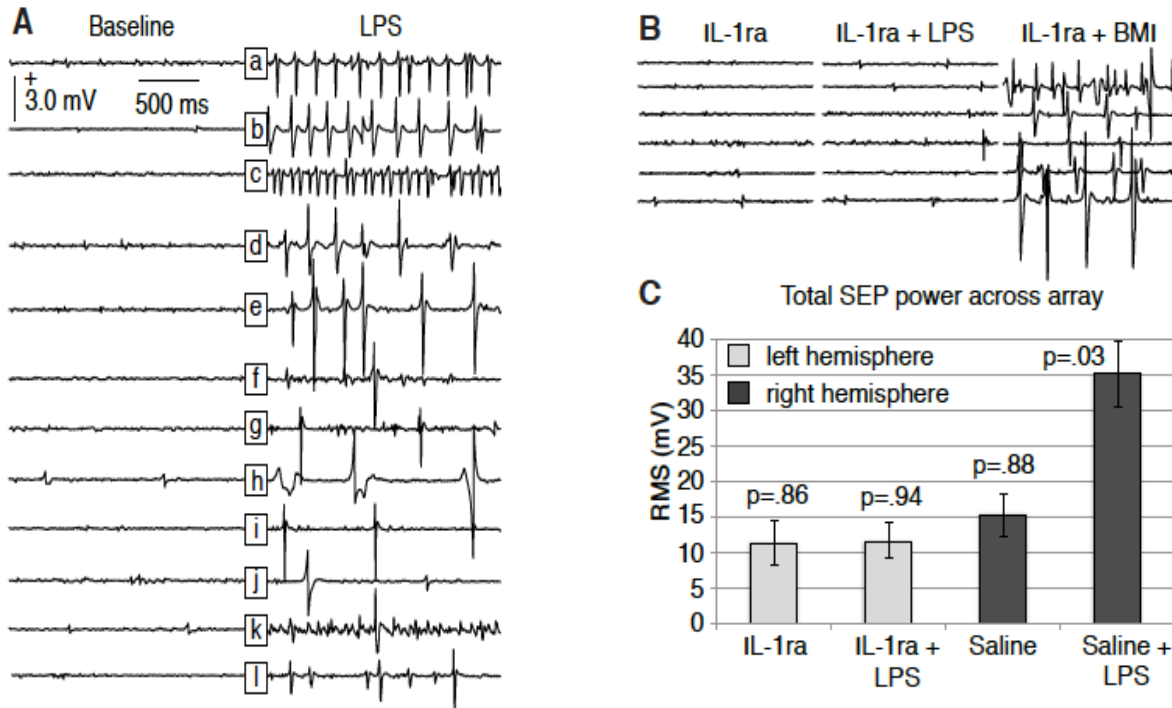 A
Baseline
LPS
+
3.0 mV
500 ms
a
b
c
d
e
f
g
h
i
j
k
l
B
IL-1ra
IL-1ra + LPS
IL-1ra + BMI
C
Total SEP power across array
left hemisphere
right hemisphere
RMS (mV)
40
35
30
25
20
15
10
5
0
p=.86
p=.94
p=.88
p=.03
IL-1ra
IL-1ra +
LPS
Saline
Saline +
LPS